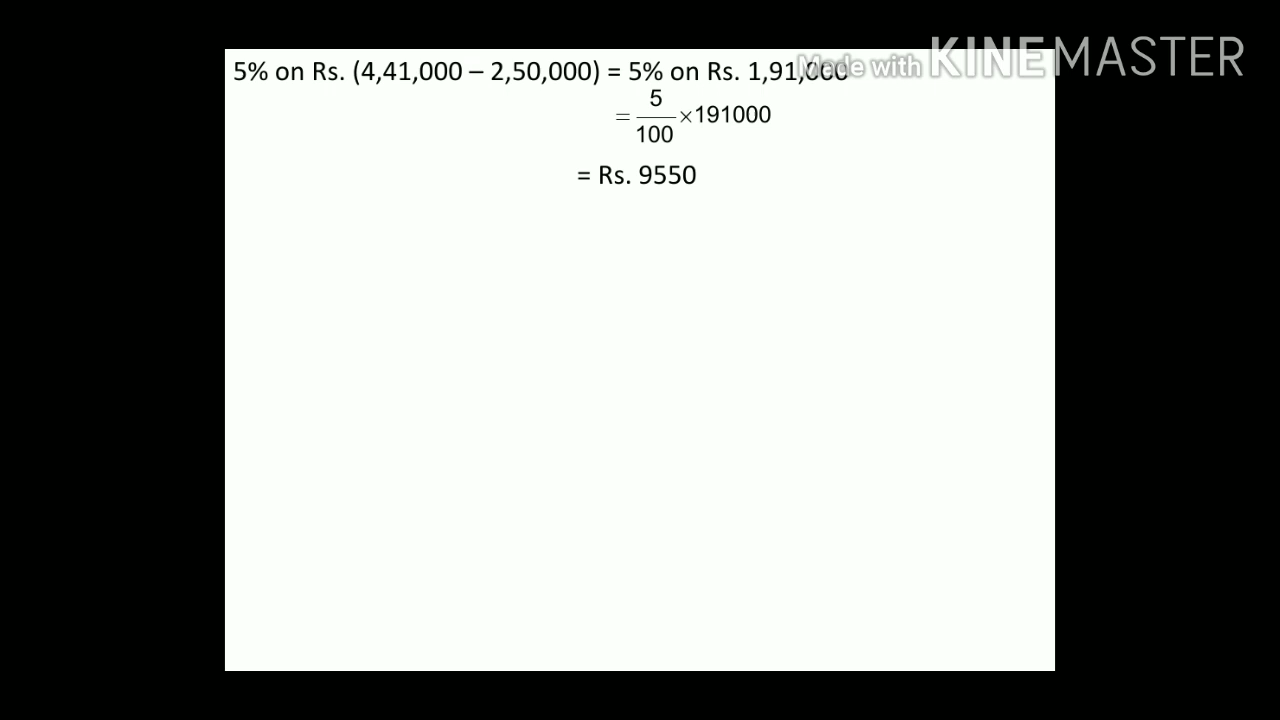 5% on Rs. (4,41,000 – 2,50,000) = 5% on Rs. 1,91,000
Made with KINEMASTER
= 5/100 ×191000
= Rs. 9550